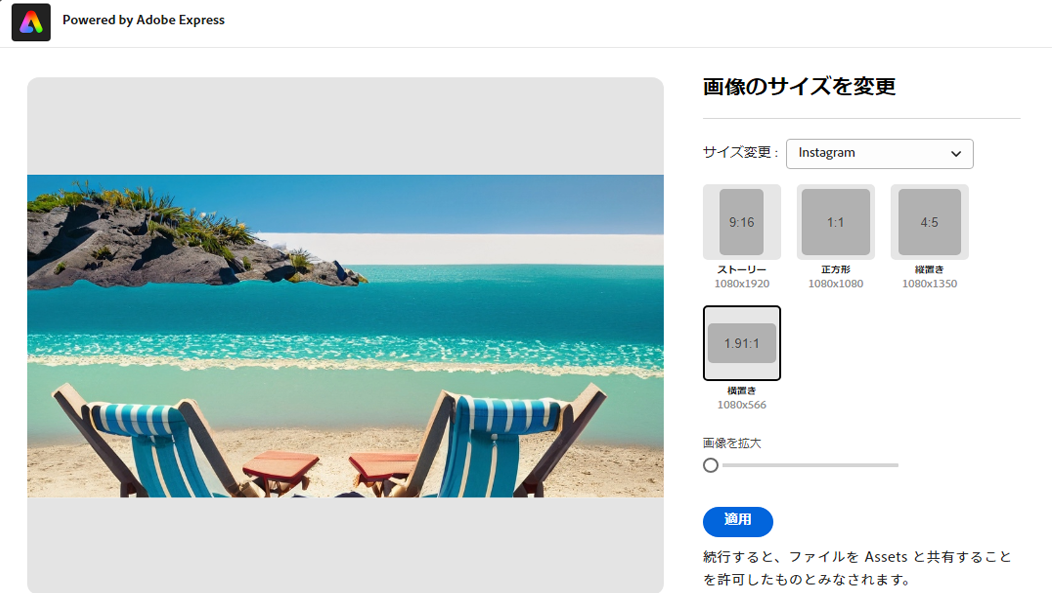 Powered by Adobe Express
画像のサイズを変更
サイズ変更 :
Instagram
9:16
1:1
4:5
ストーリー
正方形
縦置き
1080x1920
1080x1080
1080x1350
1.91:1
横置き
1080x566
画像を拡大
適用
続行すると、ファイルを Assets と共有すること
を許可したものとみなされます。